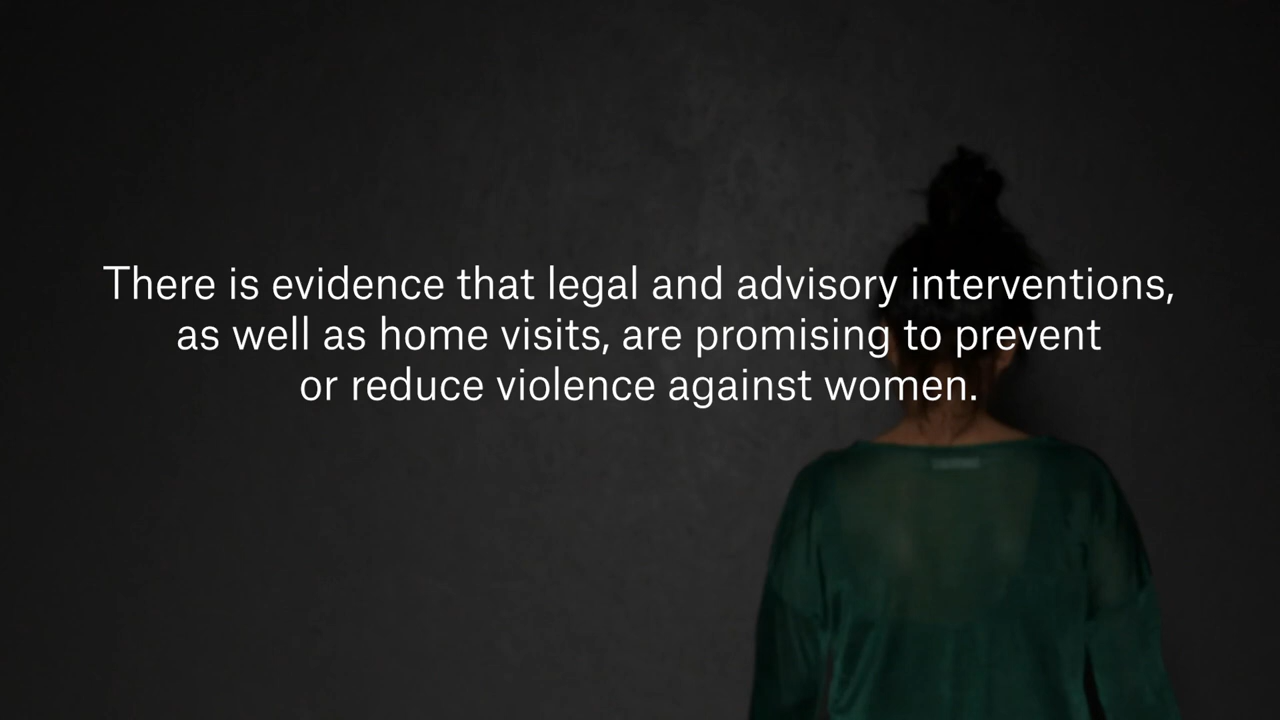 There is evidence that legal and advisory interventions,
as well as home visits, are promising to prevent
or reduce violence against women.